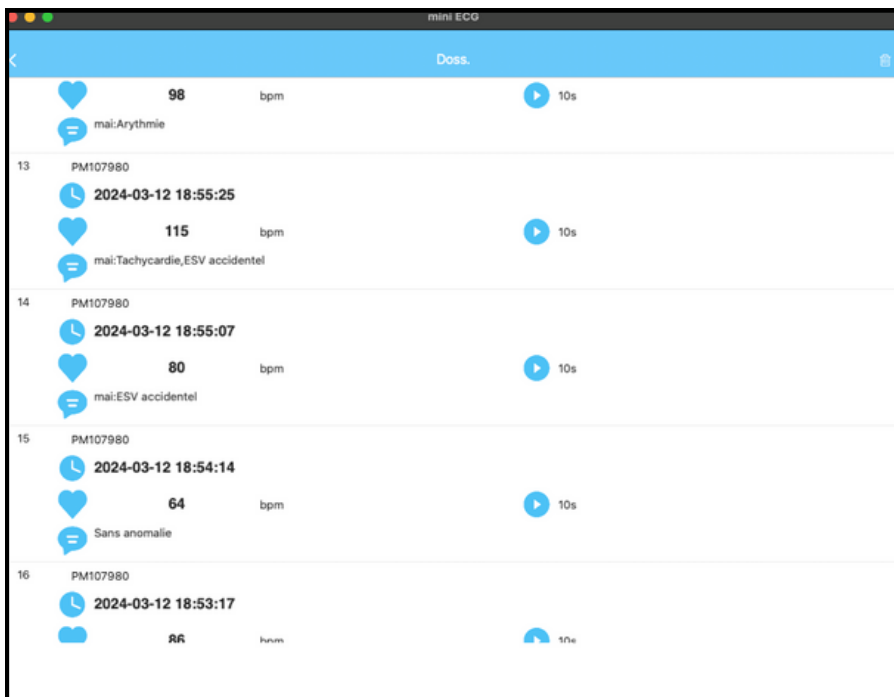 mini ECG
Doss.
98 bpm 10s
mai:Arythmie
13 PM107980
2024-03-12 18:55:25
115 bpm 10s
mai:Tachycardie,ESV accidentel
14 PM107980
2024-03-12 18:55:07
80 bpm 10s
mai:ESV accidentel
15 PM107980
2024-03-12 18:54:14
64 bpm 10s
Sans anomalie
16 PM107980
2024-03-12 18:53:17
86 bpm 10s